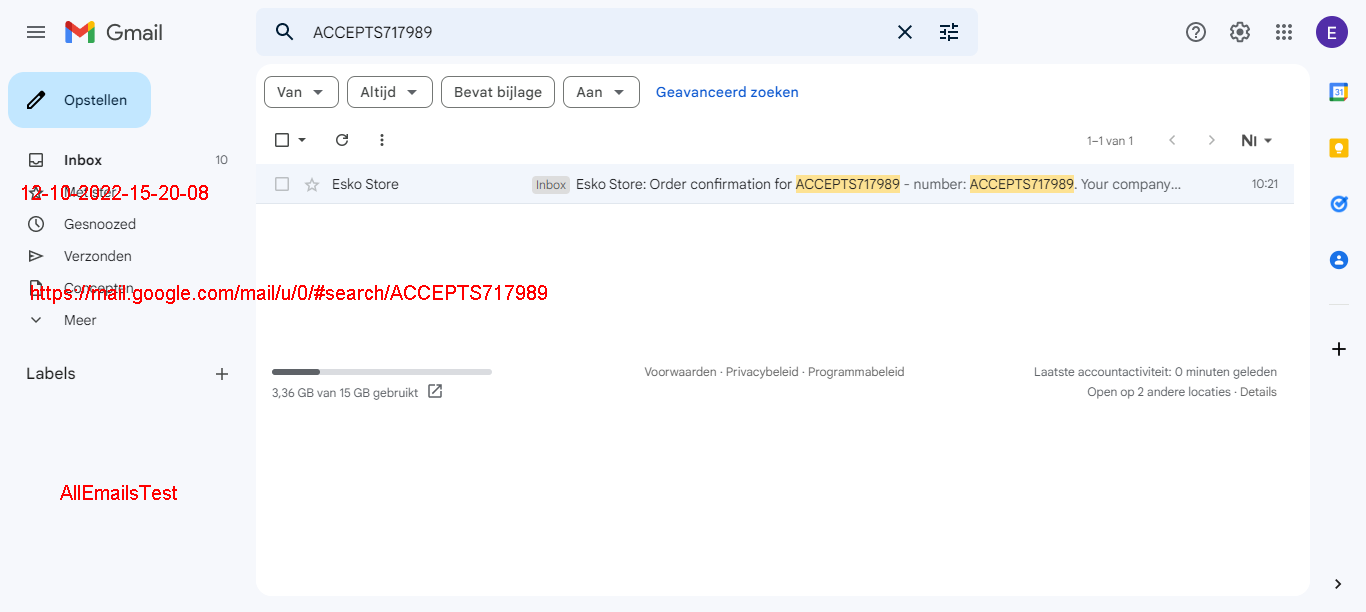 Gmail
ACCEPTS717989
E
Opstellen
Van
Altijd
Bevat bijlage
Aan
Geavanceerd zoeken
31
1–1 van 1
Nl
Inbox
10
Esko Store
Inbox
Esko Store: Order confirmation for ACCEPTS717989 - number: ACCEPTS717989. Your company…
10:21
Met ster
12-10-2022-15-20-08
Gesnoozed
Verzonden
Concepten
https://mail.google.com/mail/u/0/#search/ACCEPTS717989
Meer
Labels
3,36 GB van 15 GB gebruikt
Voorwaarden · Privacybeleid · Programmabeleid
Laatste accountactiviteit: 0 minuten geleden
Open op 2 andere locaties · Details
AllEmailsTest